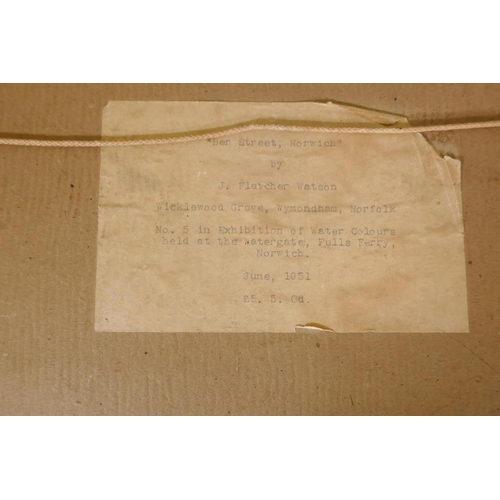 "Ber Street, Norwich"
by
J. Fletcher Watson
Wicklewood Grove, Wymondham, Norfolk
No. 5 in Exhibition of Water Colours
held at the Watergate, Pulls Ferry,
Norwich.
June, 1951
£5. 5. 0d.